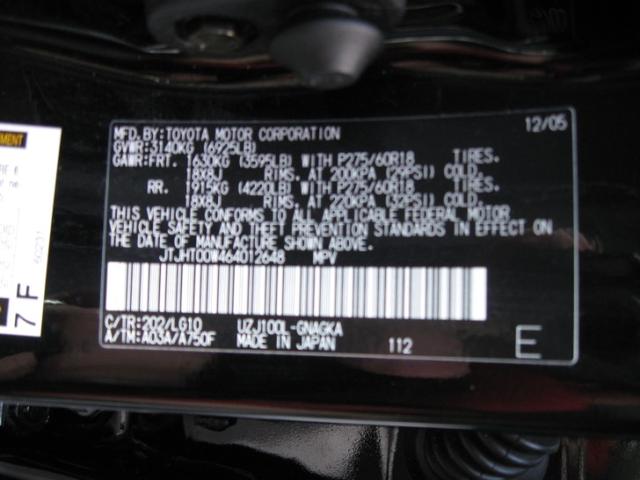 MFD.BY:TOYOTA MOTOR CORPORATION 12/05
GVWR:3140KG (6925LB)
GAWR:FRT. 1630KG (3595LB) WITH P275/60R18 TIRES.
18X8J RIMS. AT 200KPA (29PSI) COLD.
RR. 1915KG (4220LB) WITH P275/60R18 TIRES.
18X8J RIMS. AT 220KPA (32PSI) COLD.
THIS VEHICLE CONFORMS TO ALL APPLICABLE FEDERAL MOTOR
VEHICLE SAFETY AND THEFT PREVENTION STANDARDS IN EFFECT ON
THE DATE OF MANUFACTURE SHOWN ABOVE.
JTJHT00W464012648 MPV
C/TR:202/LG10 UZJ100L-GNAGKA
A/TM:A03A/A750F MADE IN JAPAN 112 E
7 F